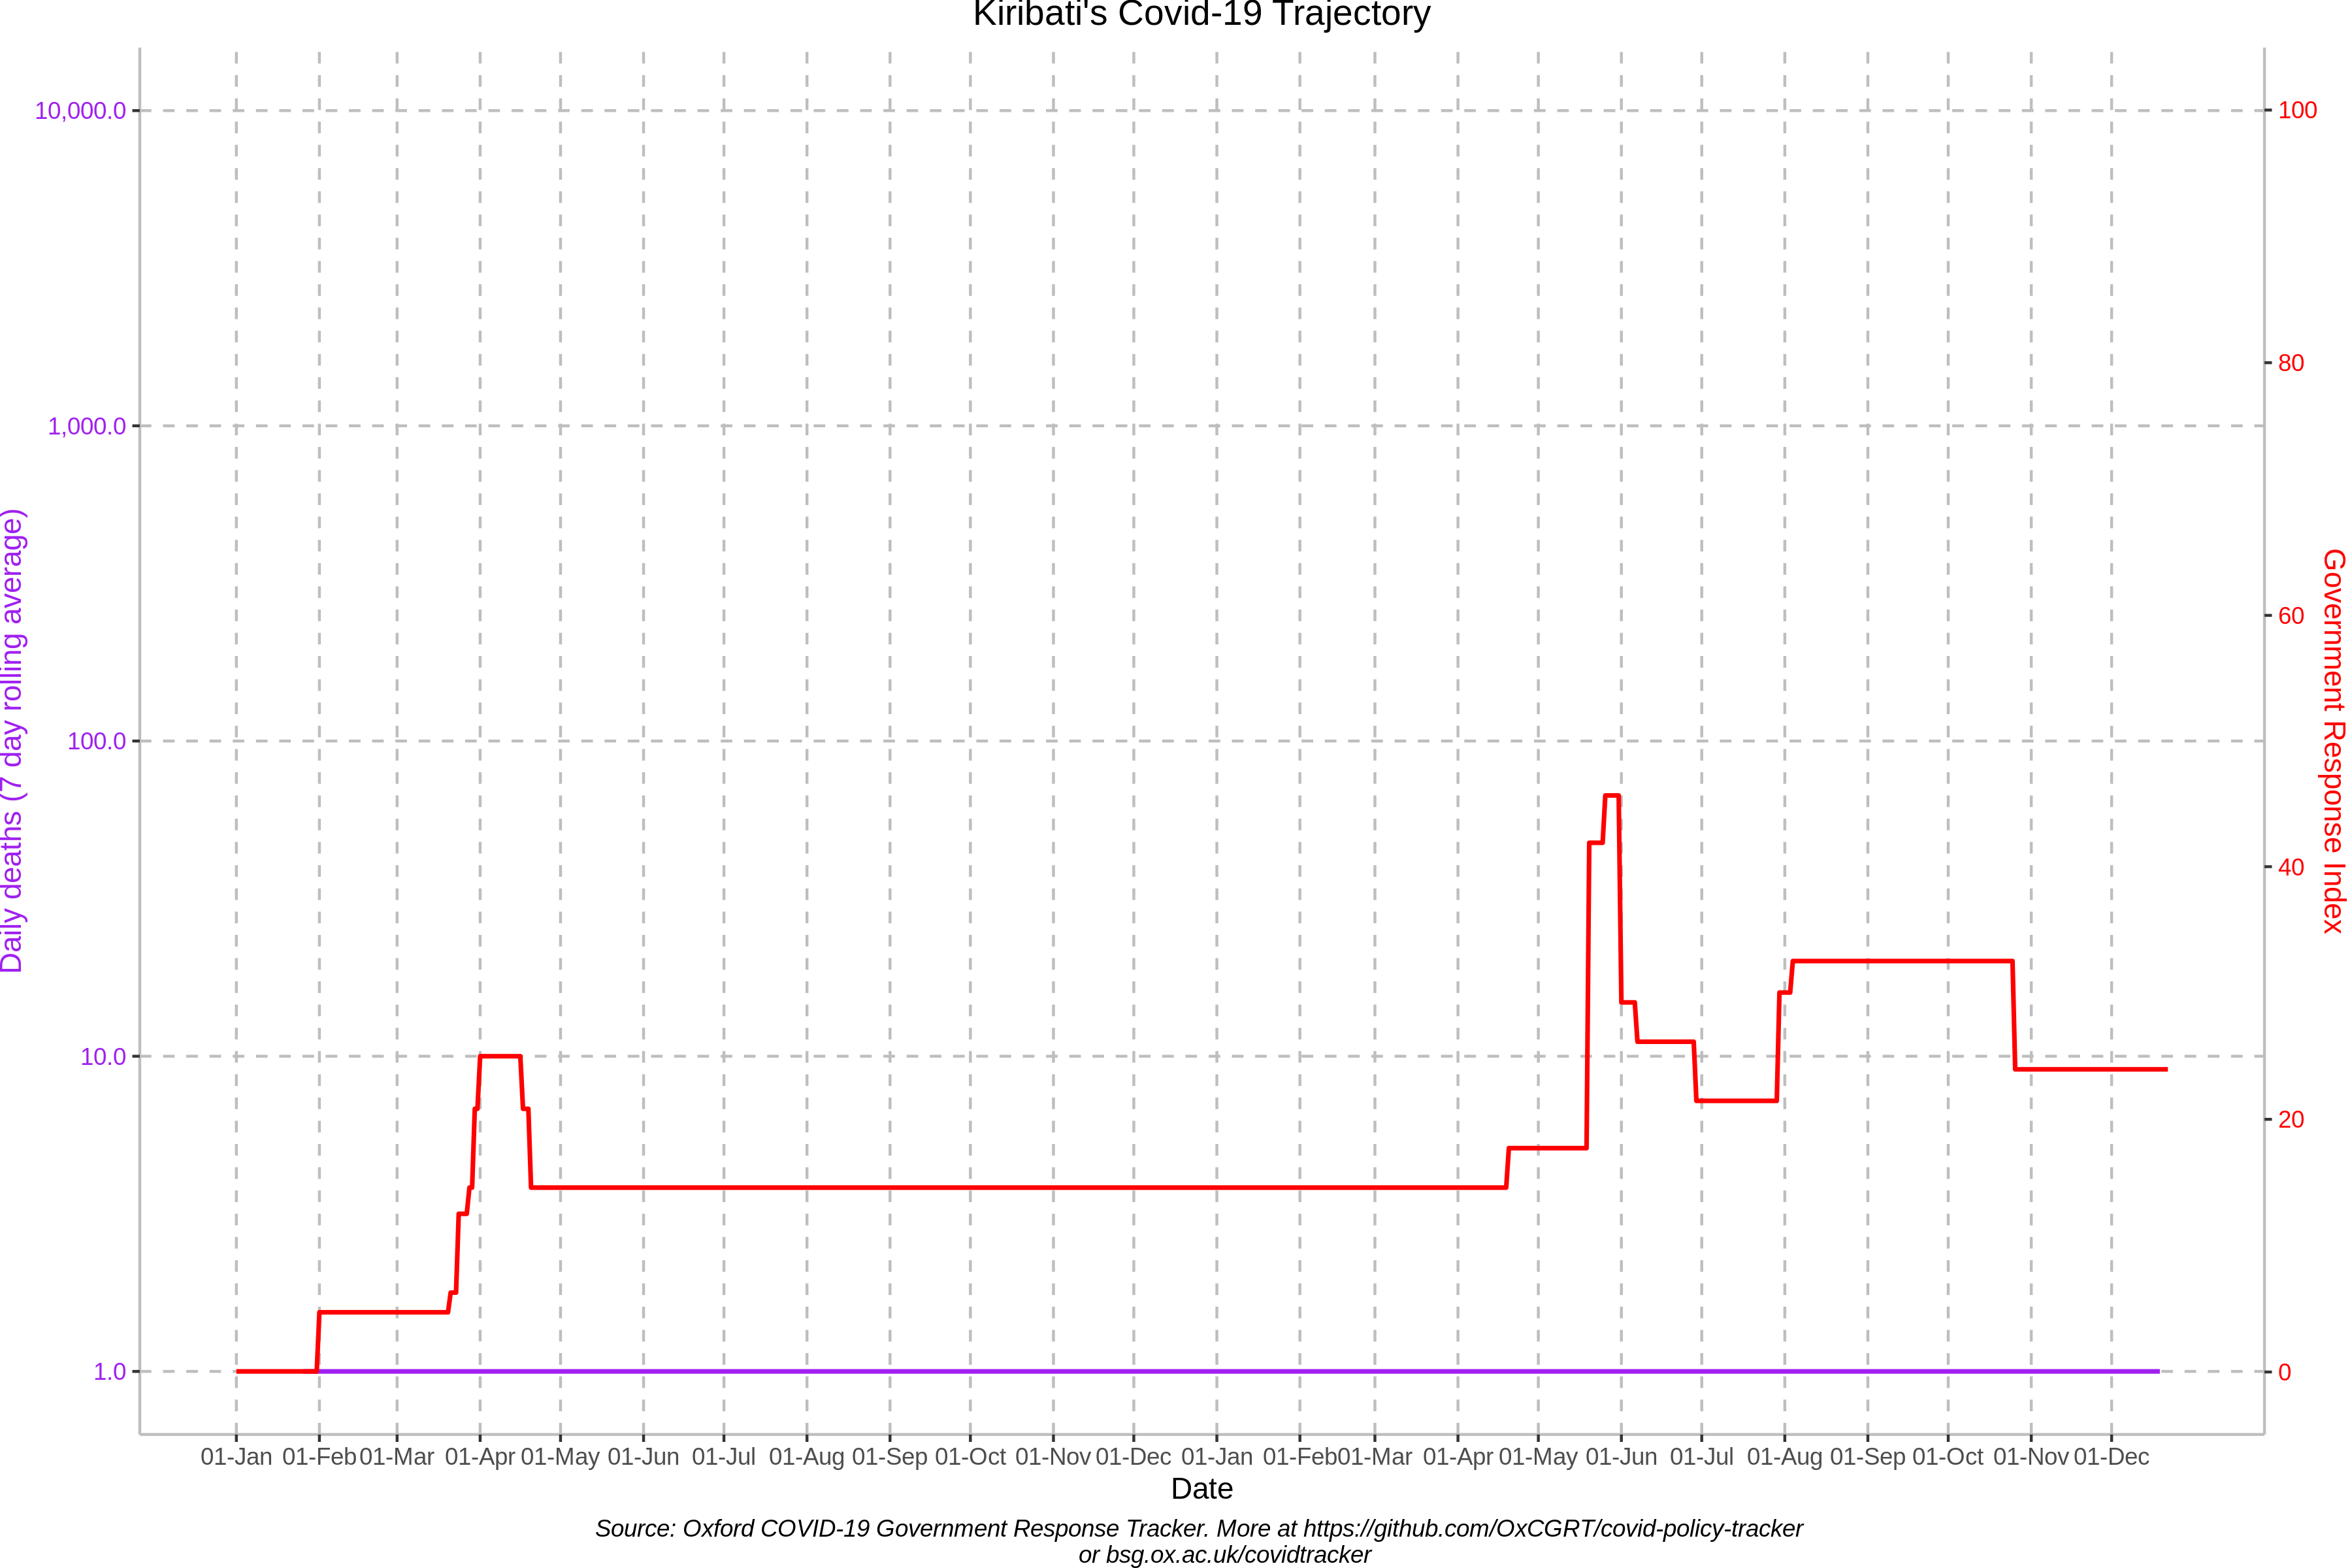 Kiribati's Covid-19 Trajectory
10,000.0
1,000.0
100.0
10.0
1.0
Daily deaths (7 day rolling average)
100
80
60
40
20
0
Government Response Index
01-Jan 01-Feb 01-Mar 01-Apr 01-May 01-Jun 01-Jul 01-Aug 01-Sep 01-Oct 01-Nov 01-Dec 01-Jan 01-Feb 01-Mar 01-Apr 01-May 01-Jun 01-Jul 01-Aug 01-Sep 01-Oct 01-Nov 01-Dec
Date
Source: Oxford COVID-19 Government Response Tracker. More at https://github.com/OxCGRT/covid-policy-tracker
or bsg.ox.ac.uk/covidtracker